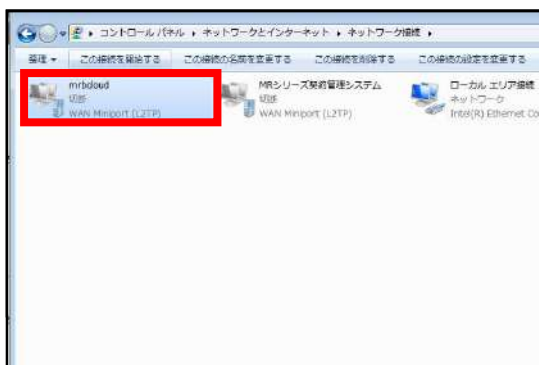 コントロール パネル ▸ ネットワークとインターネット ▸ ネットワーク接続 ▸
整理 ▾ この接続を開始する この接続の名前を変更する この接続を削除する この接続の設定を変更する
mrbcloud MRシリーズ契約管理システム ローカル エリア接続
切断 切断 ネットワーク
WAN Miniport (L2TP) WAN Miniport (L2TP) Intel(R) Ethernet Co